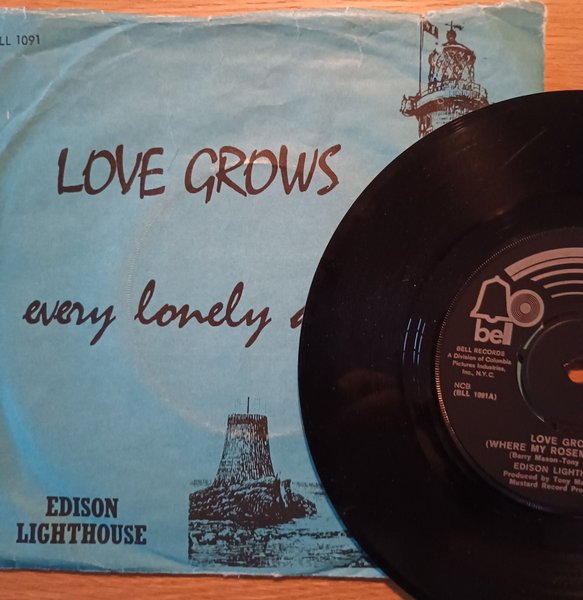 LL 1091
LOVE GROWS
every lonely
EDISON
LIGHTHOUSE
bell
BELL RECORDS
A Division of Columbia
Pictures Industries,
Inc., N.Y.C.
NCB
(BLL 1091A)
LOVE GRO
(WHERE MY ROSEM
(Barry Mason-Tony
EDISON LIGHTH
Produced by Tony Ma
Mustard Record Pro